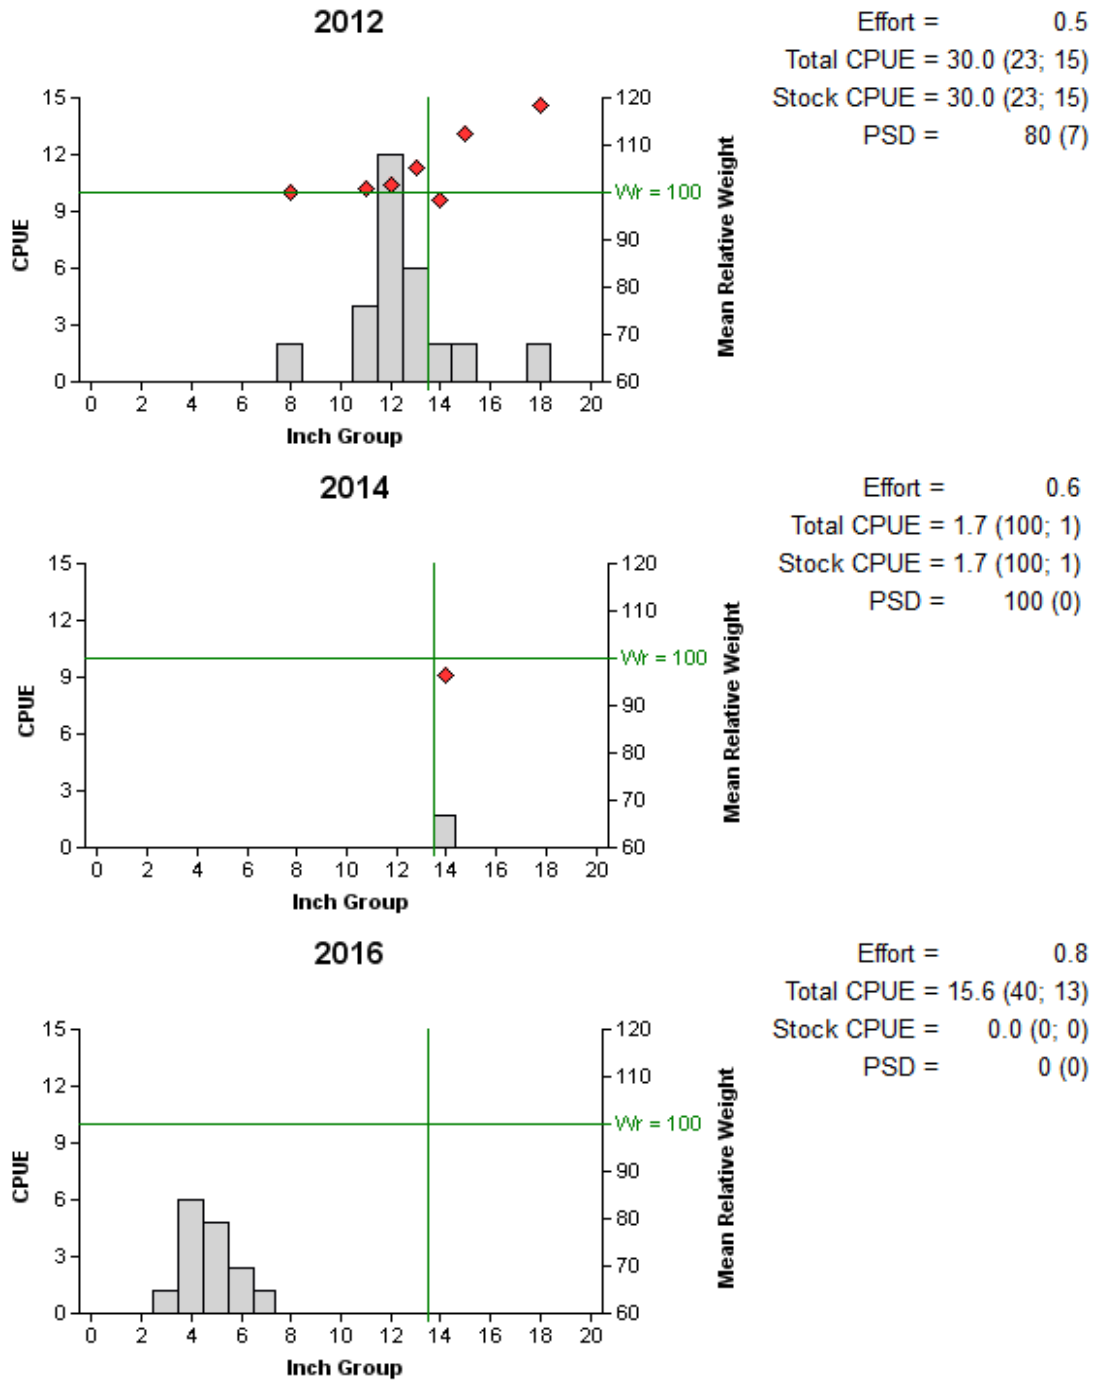 2012
Effort = 0.5
Total CPUE = 30.0 (23; 15)
Stock CPUE = 30.0 (23; 15)
PSD = 80 (7)
15
12
9
6
3
0
CPUE
120
110
Wr = 100
90
80
70
60
Mean Relative Weight
0 2 4 6 8 10 12 14 16 18 20
Inch Group
2014
Effort = 0.6
Total CPUE = 1.7 (100; 1)
Stock CPUE = 1.7 (100; 1)
PSD = 100 (0)
15
12
9
6
3
0
CPUE
120
110
Wr = 100
90
80
70
60
Mean Relative Weight
0 2 4 6 8 10 12 14 16 18 20
Inch Group
2016
Effort = 0.8
Total CPUE = 15.6 (40; 13)
Stock CPUE = 0.0 (0; 0)
PSD = 0 (0)
15
12
9
6
3
0
CPUE
120
110
Wr = 100
90
80
70
60
Mean Relative Weight
0 2 4 6 8 10 12 14 16 18 20
Inch Group